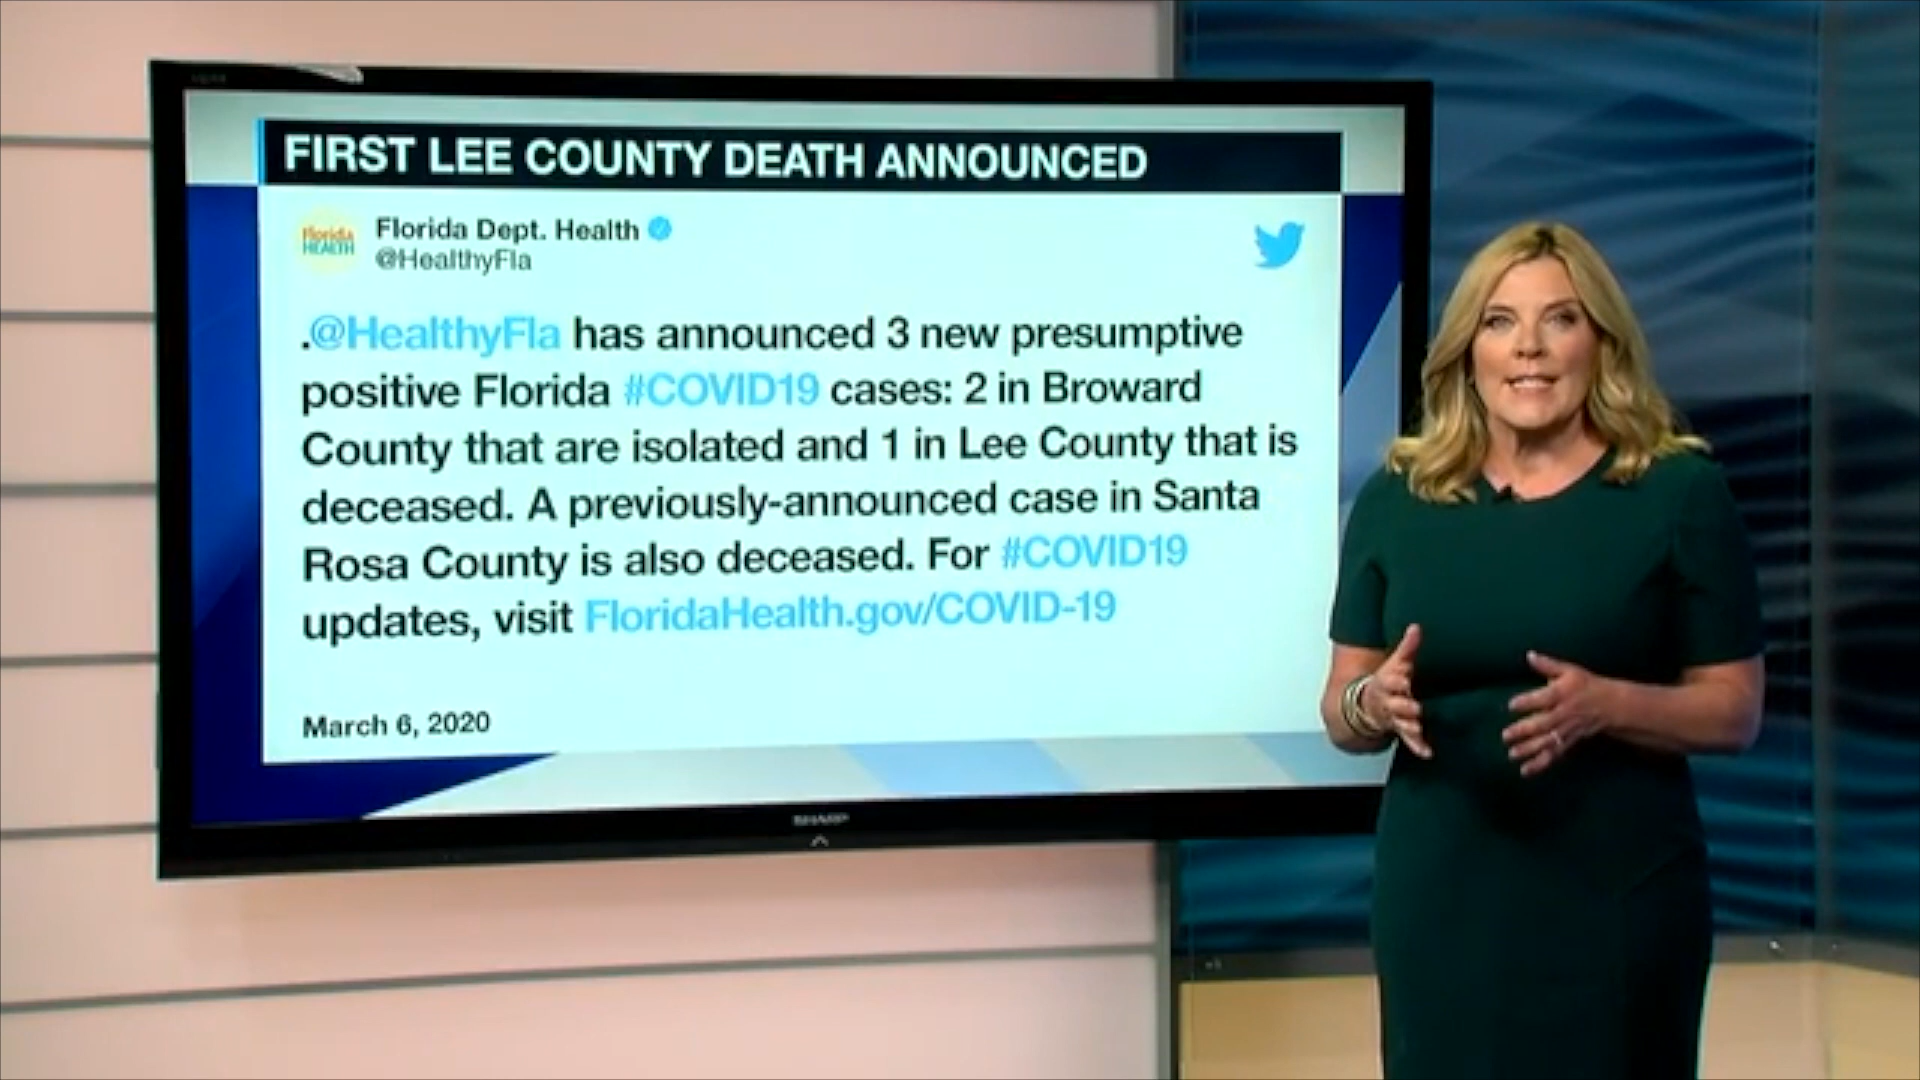 FIRST LEE COUNTY DEATH ANNOUNCED
Florida HEALTH
Florida Dept. Health
@HealthyFla
.@HealthyFla has announced 3 new presumptive
positive Florida #COVID19 cases: 2 in Broward
County that are isolated and 1 in Lee County that is
deceased. A previously-announced case in Santa
Rosa County is also deceased. For #COVID19
updates, visit FloridaHealth.gov/COVID-19
March 6, 2020
SHARP